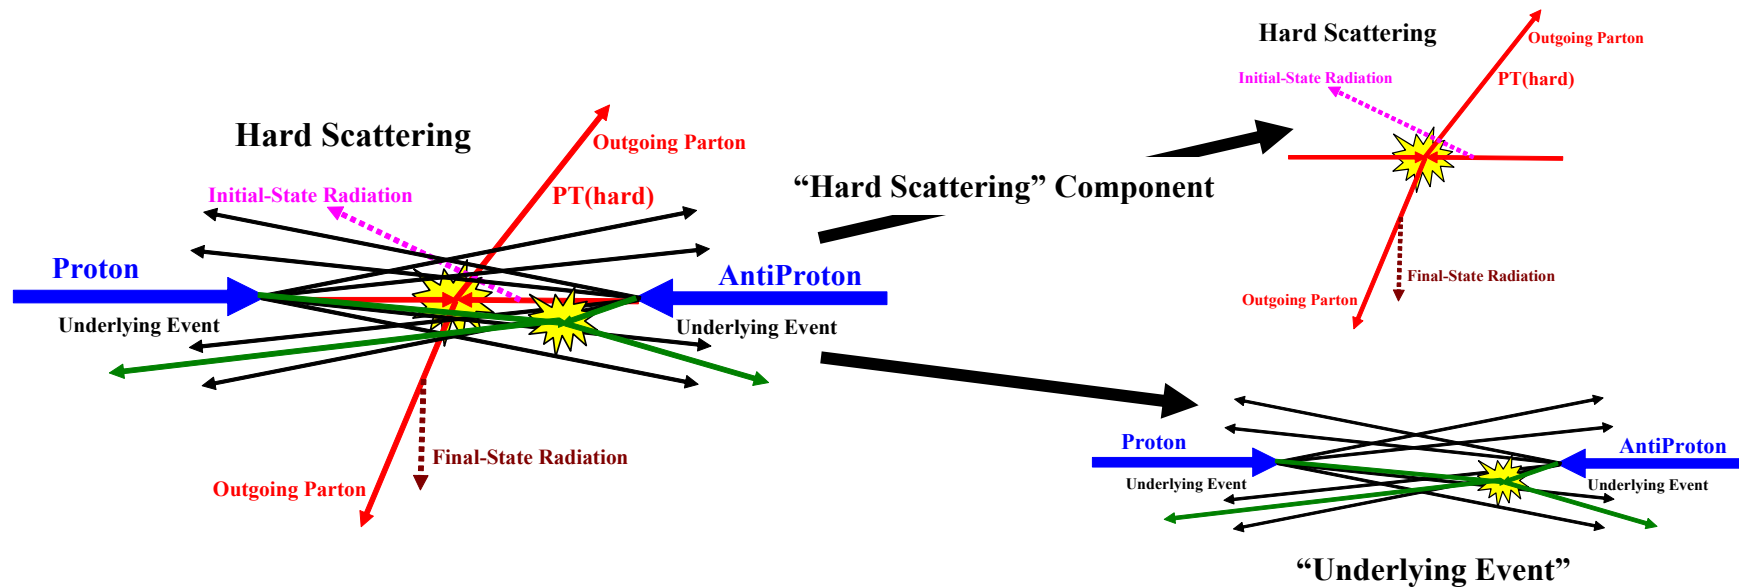 Hard Scattering
Outgoing Parton
Initial-State Radiation
PT(hard)
Proton
AntiProton
Underlying Event
Underlying Event
Final-State Radiation
Outgoing Parton
“Hard Scattering” Component
Hard Scattering
Outgoing Parton
Initial-State Radiation
PT(hard)
Final-State Radiation
Outgoing Parton
Proton
AntiProton
Underlying Event
Underlying Event
“Underlying Event”